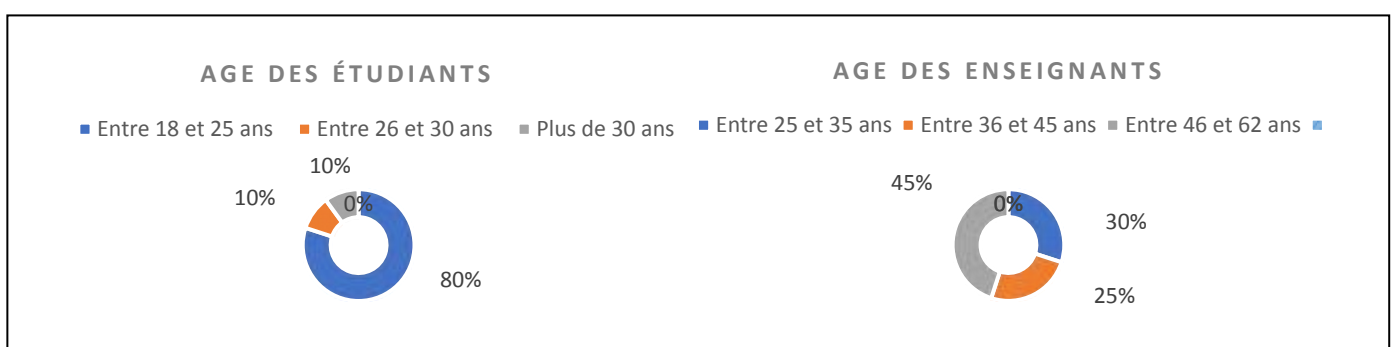 AGE DES ÉTUDIANTS
Entre 18 et 25 ans Entre 26 et 30 ans Plus de 30 ans
10%
10%
0%
80%
AGE DES ENSEIGNANTS
Entre 25 et 35 ans Entre 36 et 45 ans Entre 46 et 62 ans
45%
0%
30%
25%